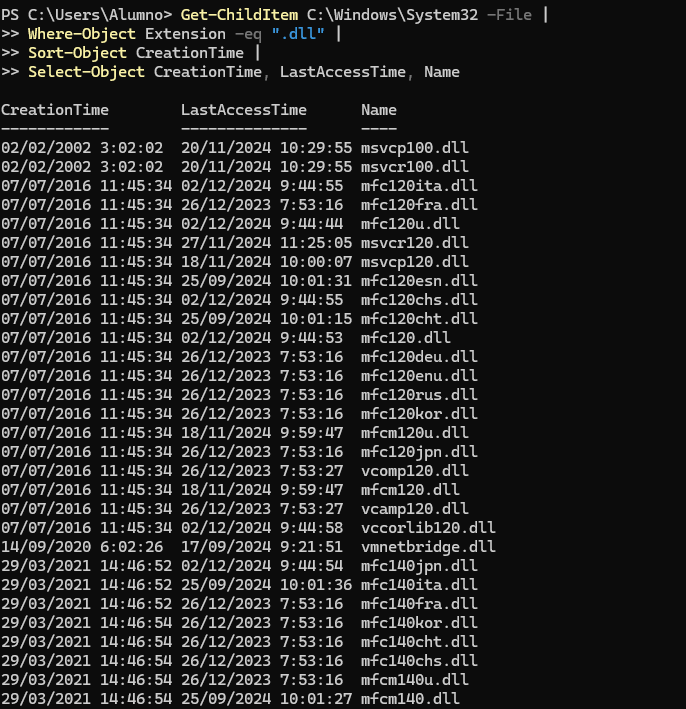 PS C:\Users\Alumno> Get-ChildItem C:\Windows\System32 -File |
>> Where-Object Extension -eq ".dll" |
>> Sort-Object CreationTime |
>> Select-Object CreationTime, LastAccessTime, Name
CreationTime        LastAccessTime      Name
------------        --------------      ----
02/02/2002 3:02:02  20/11/2024 10:29:55 msvcp100.dll
02/02/2002 3:02:02  20/11/2024 10:29:55 msvcr100.dll
07/07/2016 11:45:34 02/12/2024 9:44:55  mfc120ita.dll
07/07/2016 11:45:34 26/12/2023 7:53:16  mfc120fra.dll
07/07/2016 11:45:34 02/12/2024 9:44:44  mfc120u.dll
07/07/2016 11:45:34 27/11/2024 11:25:05 msvcr120.dll
07/07/2016 11:45:34 18/11/2024 10:00:07 msvcp120.dll
07/07/2016 11:45:34 25/09/2024 10:01:31 mfc120esn.dll
07/07/2016 11:45:34 02/12/2024 9:44:55  mfc120chs.dll
07/07/2016 11:45:34 25/09/2024 10:01:15 mfc120cht.dll
07/07/2016 11:45:34 02/12/2024 9:44:53  mfc120.dll
07/07/2016 11:45:34 26/12/2023 7:53:16  mfc120deu.dll
07/07/2016 11:45:34 26/12/2023 7:53:16  mfc120enu.dll
07/07/2016 11:45:34 26/12/2023 7:53:16  mfc120rus.dll
07/07/2016 11:45:34 26/12/2023 7:53:16  mfc120kor.dll
07/07/2016 11:45:34 18/11/2024 9:59:47  mfcm120u.dll
07/07/2016 11:45:34 26/12/2023 7:53:16  mfc120jpn.dll
07/07/2016 11:45:34 26/12/2023 7:53:27  vcomp120.dll
07/07/2016 11:45:34 18/11/2024 9:59:47  mfcm120.dll
07/07/2016 11:45:34 26/12/2023 7:53:27  vcamp120.dll
07/07/2016 11:45:34 02/12/2024 9:44:58  vccorlib120.dll
14/09/2020 6:02:26  17/09/2024 9:21:51  vmnetbridge.dll
29/03/2021 14:46:52 02/12/2024 9:44:54  mfc140jpn.dll
29/03/2021 14:46:52 25/09/2024 10:01:36 mfc140ita.dll
29/03/2021 14:46:52 26/12/2023 7:53:16  mfc140fra.dll
29/03/2021 14:46:54 26/12/2023 7:53:16  mfc140kor.dll
29/03/2021 14:46:54 26/12/2023 7:53:16  mfc140cht.dll
29/03/2021 14:46:54 26/12/2023 7:53:16  mfc140chs.dll
29/03/2021 14:46:54 26/12/2023 7:53:16  mfcm140u.dll
29/03/2021 14:46:54 25/09/2024 10:01:27 mfcm140.dll